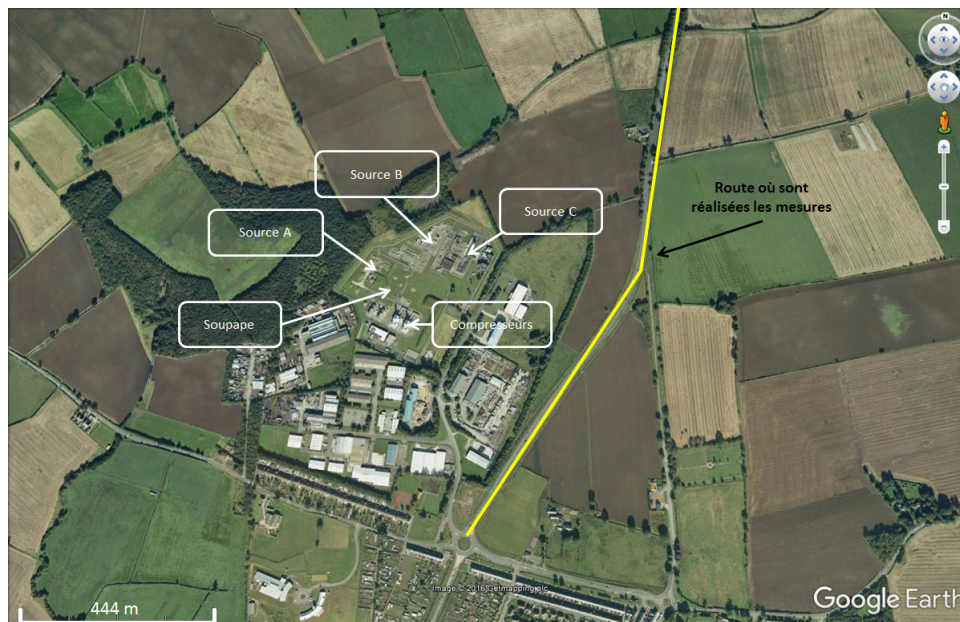 N
Source B
Route où sont
réalisées les mesures
Source C
Source A
Soupape
Compresseurs
Image © 2016 Getmapping plc
444 m
Google Earth